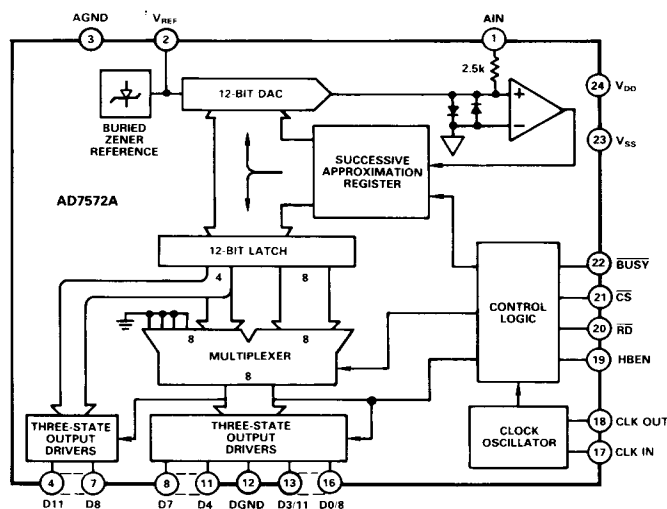 AGND
3
VREF
2
AIN
1
2.5k
BURIED
ZENER
REFERENCE
12-BIT DAC
+
−
24
VDD
23
VSS
SUCCESSIVE
APPROXIMATION
REGISTER
AD7572A
12-BIT LATCH
4
8
CONTROL
LOGIC
22
BUSY
21
CS
20
RD
19
HBEN
8
8
MULTIPLEXER
8
THREE-STATE
OUTPUT
DRIVERS
THREE-STATE
OUTPUT
DRIVERS
CLOCK
OSCILLATOR
18
CLK OUT
17
CLK IN
4
7
8
11
12
13
16
D11
D8
D7
D4
DGND
D3/11
D0/8